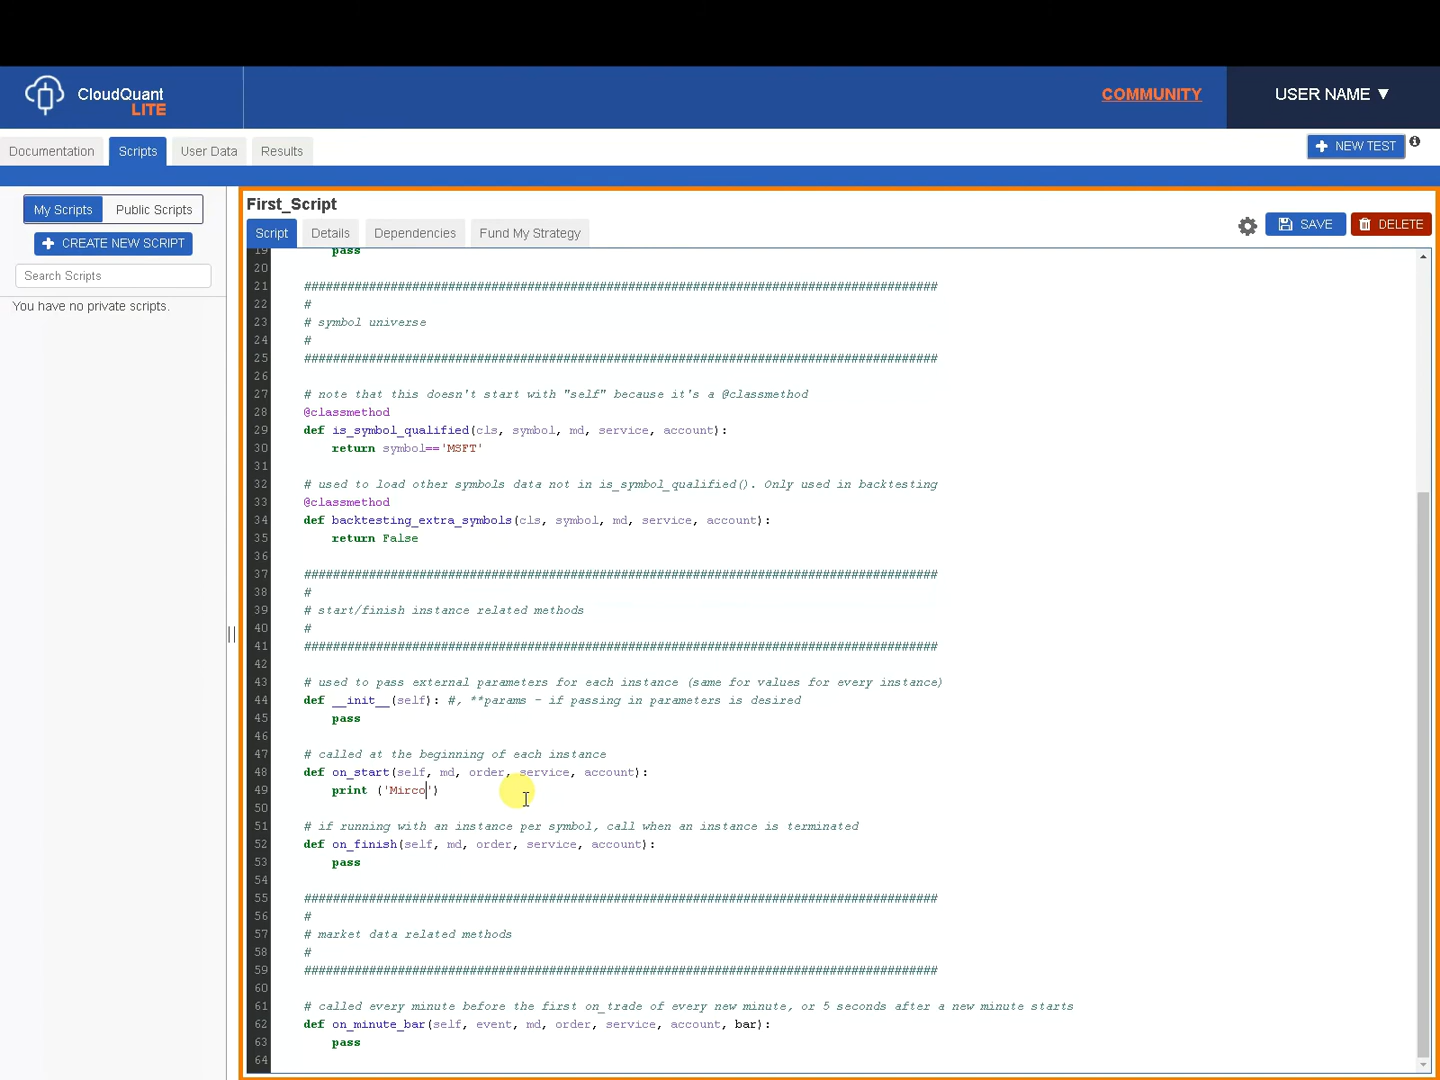 CloudQuant
LITE
COMMUNITY
USER NAME ▼
Documentation
Scripts
User Data
Results
+ NEW TEST
My Scripts
Public Scripts
+ CREATE NEW SCRIPT
Search Scripts
You have no private scripts.
First_Script
Script
Details
Dependencies
Fund My Strategy
SAVE
DELETE
19 pass
20
21 ########################################################################################
22 #
23 # symbol universe
24 #
25 ########################################################################################
26
27 # note that this doesn't start with "self" because it's a @classmethod
28 @classmethod
29 def is_symbol_qualified(cls, symbol, md, service, account):
30 return symbol=='MSFT'
31
32 # used to load other symbols data not in is_symbol_qualified(). Only used in backtesting
33 @classmethod
34 def backtesting_extra_symbols(cls, symbol, md, service, account):
35 return False
36
37 ########################################################################################
38 #
39 # start/finish instance related methods
40 #
41 ########################################################################################
42
43 # used to pass external parameters for each instance (same for values for every instance)
44 def __init__(self): #, **params - if passing in parameters is desired
45 pass
46
47 # called at the beginning of each instance
48 def on_start(self, md, order, service, account):
49 print ('Mirco')
50
51 # if running with an instance per symbol, call when an instance is terminated
52 def on_finish(self, md, order, service, account):
53 pass
54
55 ########################################################################################
56 #
57 # market data related methods
58 #
59 ########################################################################################
60
61 # called every minute before the first on_trade of every new minute, or 5 seconds after a new minute starts
62 def on_minute_bar(self, event, md, order, service, account, bar):
63 pass
64